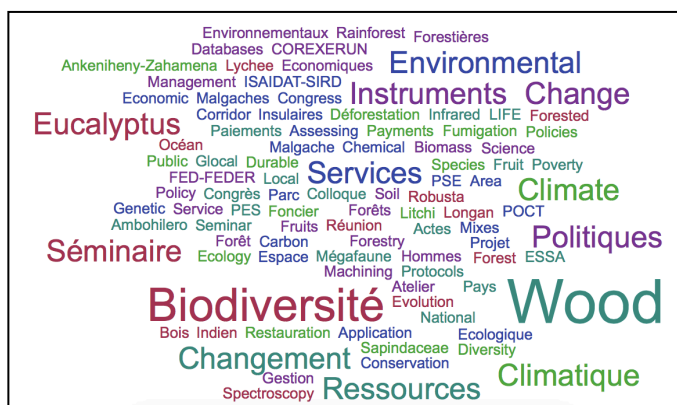 Environnementaux Rainforest Forestières
Databases COREXERUN
Ankeniheny-Zahamena Lychee Economiques Environmental
Management ISAIDAT-SIRD
Economic Malgaches Congress Instruments Change
Eucalyptus Corridor Insulaires Déforestation Infrared LIFE Forested
Paiements Assessing Payments Fumigation Policies
Océan Malgache Chemical Biomass Science
Public Glocal Durable Services Species Fruit Poverty
FED-FEDER Local PSE Area
Policy Congrès Parc Colloque Soil Robusta Climate
Genetic Service PES Foncier Forêts Litchi Longan POCT
Ambohilero Seminar Fruits Réunion Actes Mixes Politiques
Séminaire Forêt Carbon Forestry Projet
Ecology Espace Mégafaune Hommes Forest ESSA
Machining Protocols
Biodiversité Atelier Pays Wood
Evolution
National
Bois Indien Restauration Application Ecologique
Changement Sapindaceae Diversity
Conservation
Gestion Climatique
Spectroscopy Ressources